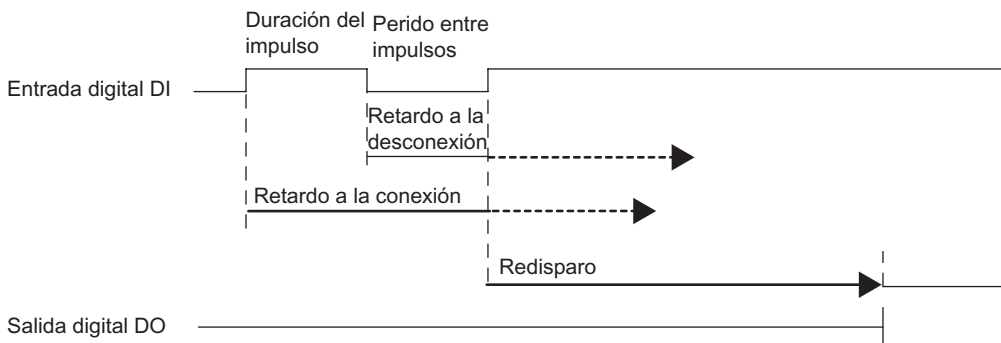 Duración del
impulso
Perido entre
impulsos
Entrada digital DI
Retardo a la
desconexión
Retardo a la conexión
Redisparo
Salida digital DO